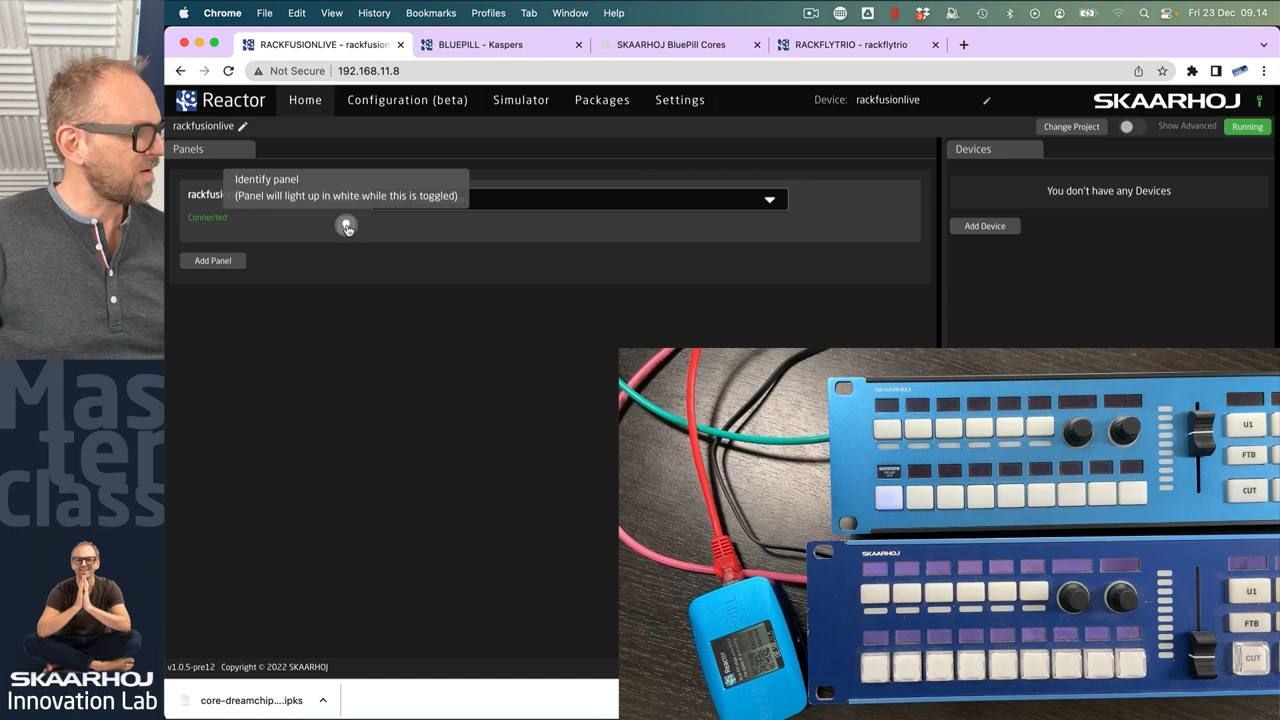 Chrome File Edit View History Bookmarks Profiles Tab Window Help Fri 23 Dec 09.14
RACKFUSIONLIVE - rackfusion BLUEPILL - Kaspers SKAARHOJ BluePill Cores RACKFLYTRIO - rackflytrio
Not Secure 192.168.11.8
Reactor Home Configuration (beta) Simulator Packages Settings Device: rackfusionlive SKAARHOJ
rackfusionlive Change Project Show Advanced Running
Panels Devices
Identify panel
(Panel will light up in white while this is toggled)
rackfusio
Connected
You don't have any Devices
Add Device
Add Panel
SKAARHOJ
U1
FTB
CUT
SKAARHOJ
U1
FTB
CUT
Reactor
Mas
ter
Class
SKAARHOJ
Innovation Lab
v1.0.5-pre12 Copyright © 2022 SKAARHOJ
core-dreamchip....ipks